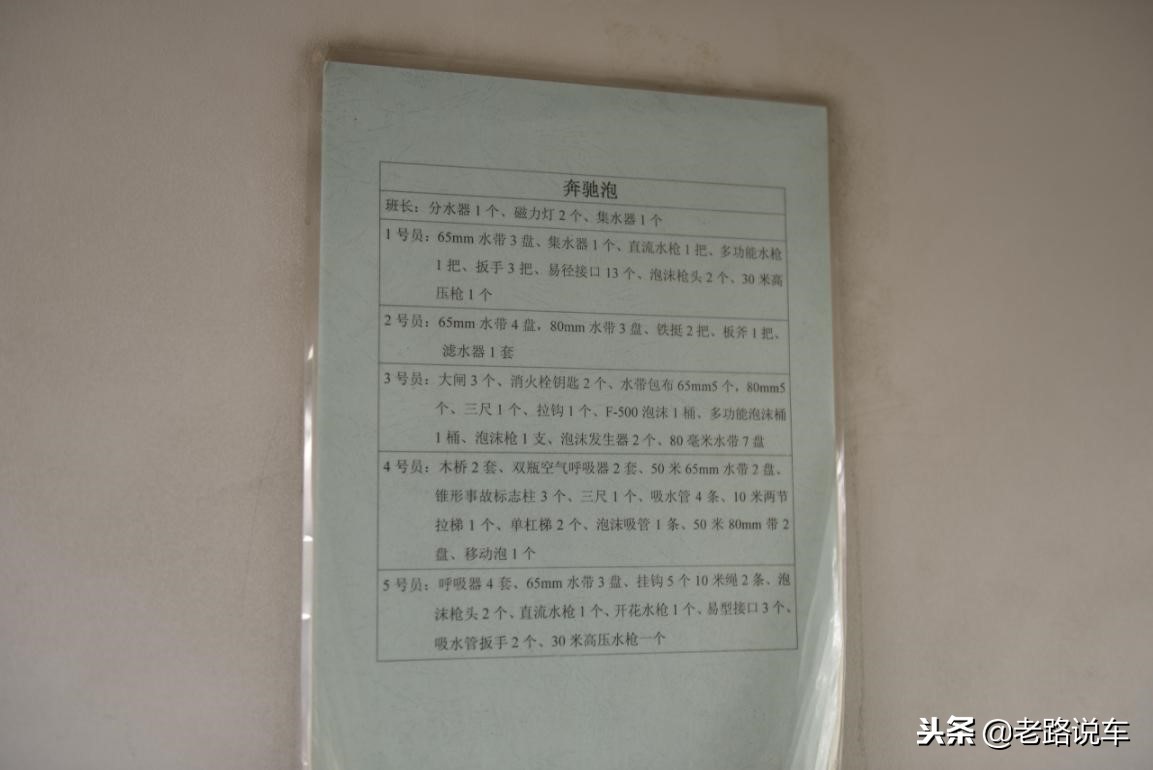 奔驰泡
班长：分水器 1 个、磁力灯 2 个、集水器 1 个
1 号员：65mm 水带 3 盘、集水器 1 个、直流水枪 1 把、多功能水枪
1 把、扳手 3 把、易径接口 13 个、泡沫枪头 2 个、30 米高
压枪 1 个
2 号员：65mm 水带 4 盘，80mm 水带 3 盘、铁挺 2 把、板斧 1 把、
滤水器 1 套
3 号员：大闸 3 个、消火栓钥匙 2 个、水带包布 65mm5 个，80mm5
个、三尺 1 个、拉钩 1 个、F-500 泡沫 1 桶、多功能泡沫桶
1 桶、泡沫枪 1 支、泡沫发生器 2 个、80 毫米水带 7 盘
4 号员：木桥 2 套、双瓶空气呼吸器 2 套、50 米 65mm 水带 2 盘、
锥形事故标志柱 3 个、三尺 1 个、吸水管 4 条、10 米两节
拉梯 1 个、单杠梯 2 个、泡沫吸管 1 条、50 米 80mm 带 2
盘、移动泡 1 个
5 号员：呼吸器 4 套、65mm 水带 3 盘、挂钩 5 个 10 米绳 2 条、泡
沫枪头 2 个、直流水枪 1 个、开花水枪 1 个、易型接口 3 个、
吸水管扳手 2 个、30 米高压水枪一个
头条 @老路说车